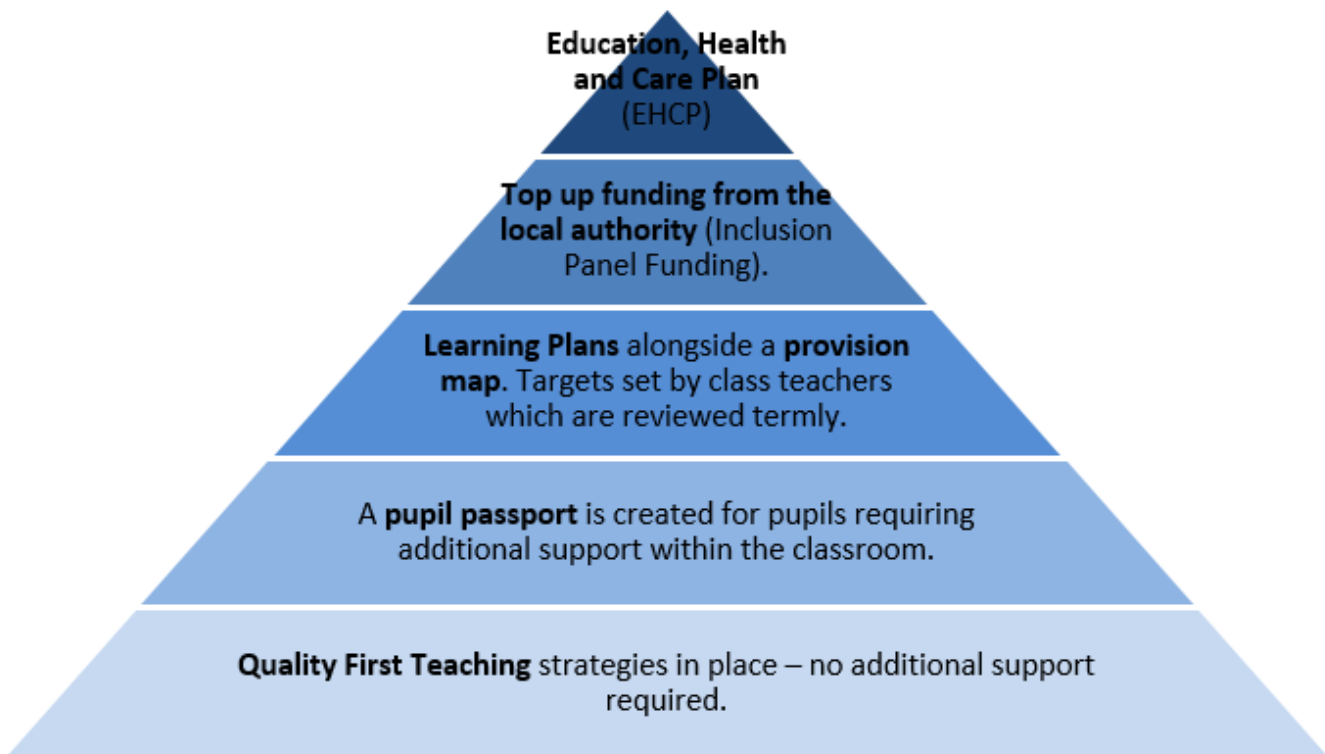 Education, Health
and Care Plan
(EHCP)
Top up funding from the
local authority (Inclusion
Panel Funding).
Learning Plans alongside a provision
map. Targets set by class teachers
which are reviewed termly.
A pupil passport is created for pupils requiring
additional support within the classroom.
Quality First Teaching strategies in place – no additional support
required.